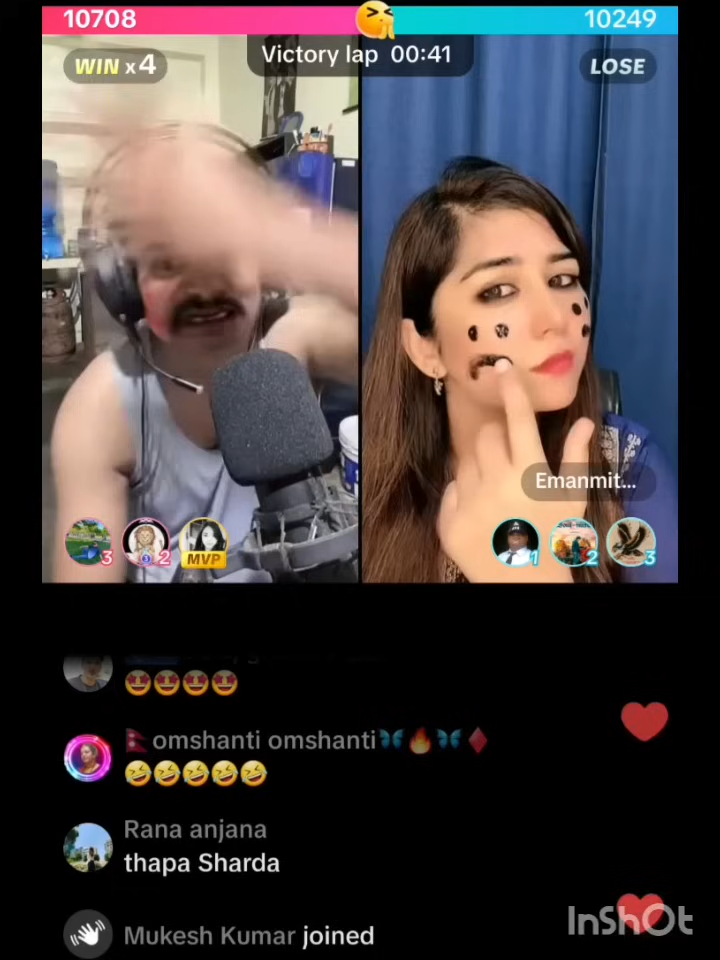 10708
10249
Victory lap 00:41
WIN x4
LOSE
Emanmit...
3
2
MVP
1
2
3
omshanti omshanti
Rana anjana
thapa Sharda
Mukesh Kumar joined
InShOt